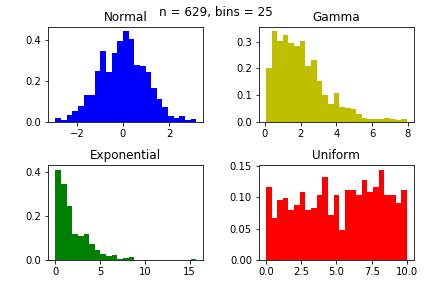 n = 629, bins = 25
Normal
Gamma
0.4
0.2
0.0
−2 0 2
0.3
0.2
0.1
0.0
0 2 4 6 8
Exponential
Uniform
0.4
0.2
0.0
0 5 10 15
0.15
0.10
0.05
0.00
0.0 2.5 5.0 7.5 10.0